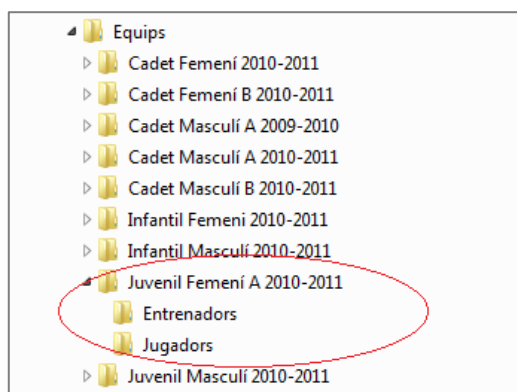 Equips
Cadet Femení 2010-2011
Cadet Femení B 2010-2011
Cadet Masculí A 2009-2010
Cadet Masculí A 2010-2011
Cadet Masculí B 2010-2011
Infantil Femeni 2010-2011
Infantil Masculí 2010-2011
Juvenil Femení A 2010-2011
Entrenadors
Jugadors
Juvenil Masculí 2010-2011